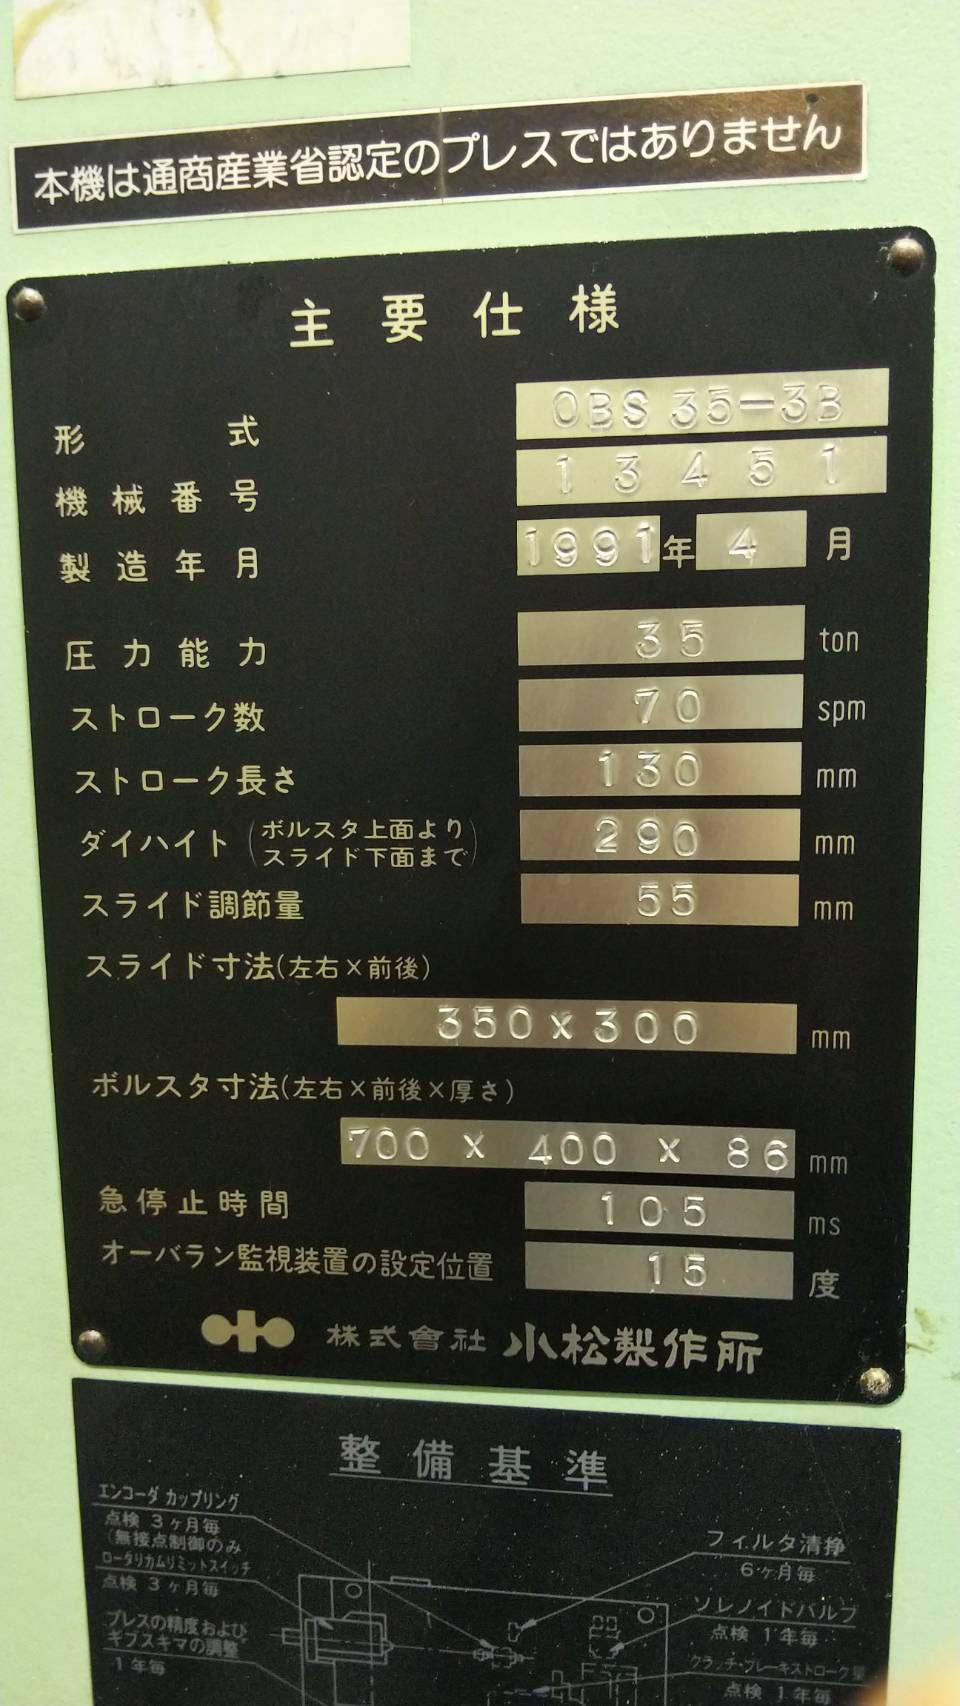 本機は通商産業省認定のプレスではありません
主要仕様
形式 OBS 35-3B
機械番号 13451
製造年月 1991年 4 月
圧力能力 35 ton
ストローク数 70 spm
ストローク長さ 130 mm
ダイハイト(ボルスタ上面より スライド下面まで) 290 mm
スライド調節量 55 mm
スライド寸法(左右×前後)
350x300 mm
ボルスタ寸法(左右×前後×厚さ)
700 x 400 x 86 mm
急停止時間 105 ms
オーバラン監視装置の設定位置 15 度
株式會社 小松製作所
整備基準
エンコーダ カップリング
点検 3ヶ月毎
(無接点制御のみ
ロータリカムリミットスイッチ
点検 3ヶ月毎
プレスの精度および
ギブスキマの調整
1年毎
フィルタ清掃
6ヶ月毎
ソレノイドバルブ
点検 1年毎
クラッチ・ブレーキストローク量
点検 1年毎